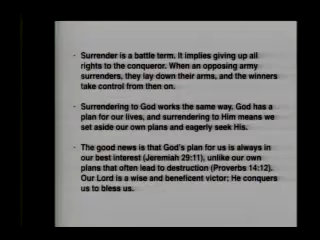 - Surrender is a battle term. It implies giving up all
rights to the conqueror. When an opposing army
surrenders, they lay down their arms, and the winners
take control from then on.
- Surrendering to God works the same way. God has a
plan for our lives, and surrendering to Him means we
set aside our own plans and eagerly seek His.
- The good news is that God's plan for us is always in
our best interest (Jeremiah 29:11), unlike our own
plans that often lead to destruction (Proverbs 14:12).
Our Lord is a wise and beneficent victor; He conquers
us to bless us.